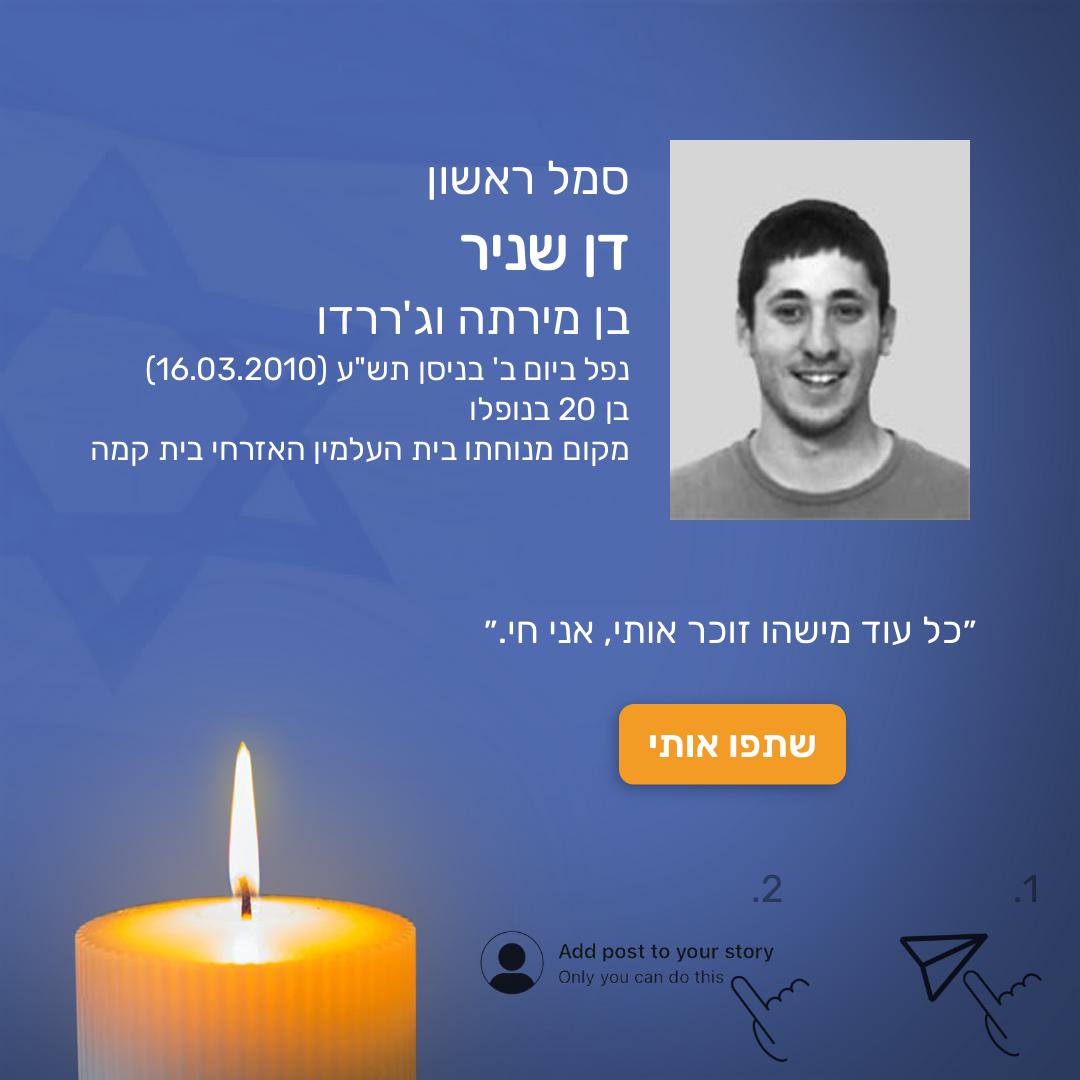 סמל ראשון
דן שניר
בן מירתה וג'ררדו
נפל ביום ב' בניסן תש"ע (16.03.2010)
בן 20 בנופלו
מקום מנוחתו בית העלמין האזרחי בית קמה
״כל עוד מישהו זוכר אותי, אני חי.״
שתפו אותי
.1
.2
Add post to your story
Only you can do this